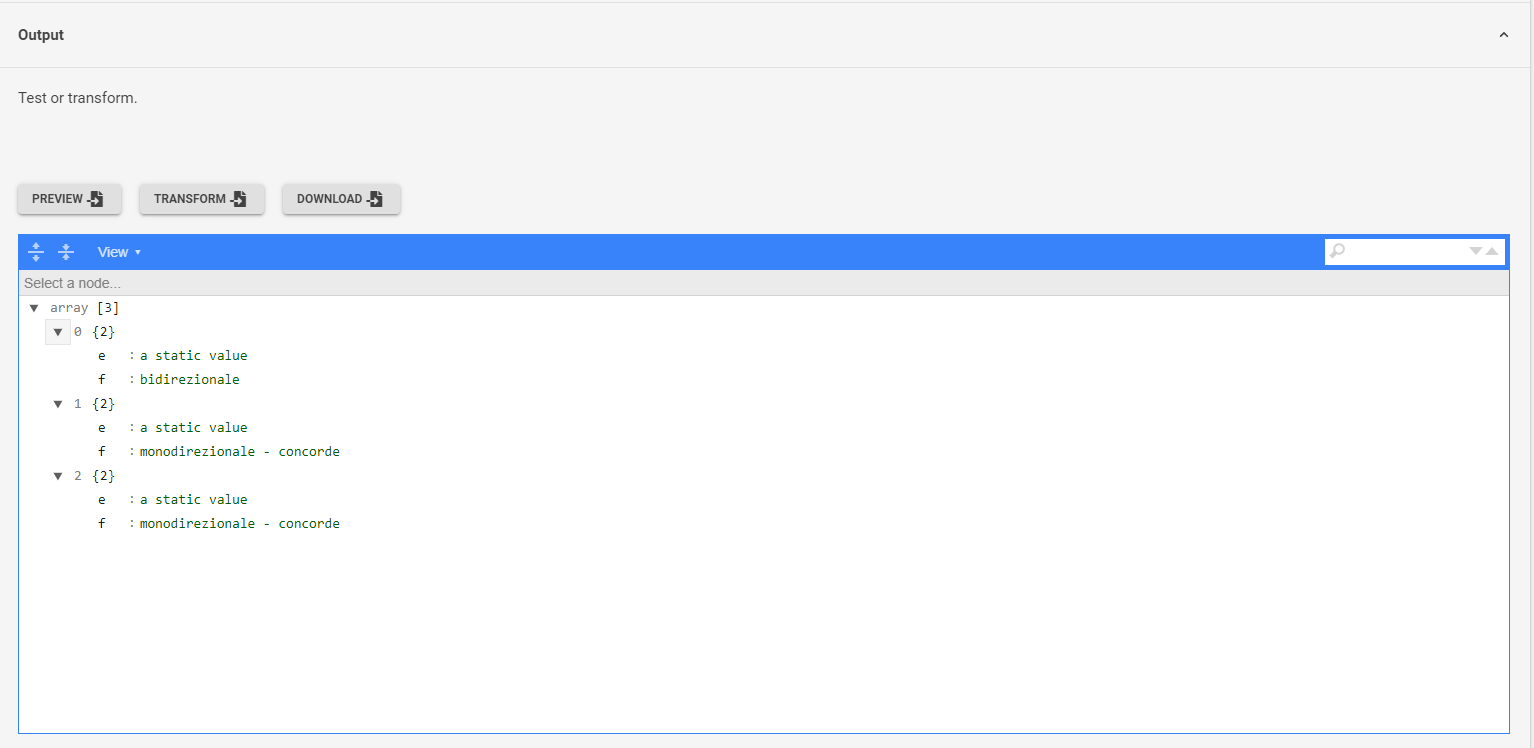 Output
Test or transform.
PREVIEW TRANSFORM DOWNLOAD
View
Select a node...
array [3]
0 {2}
e : a static value
f : bidirezionale
1 {2}
e : a static value
f : monodirezionale - concorde
2 {2}
e : a static value
f : monodirezionale - concorde